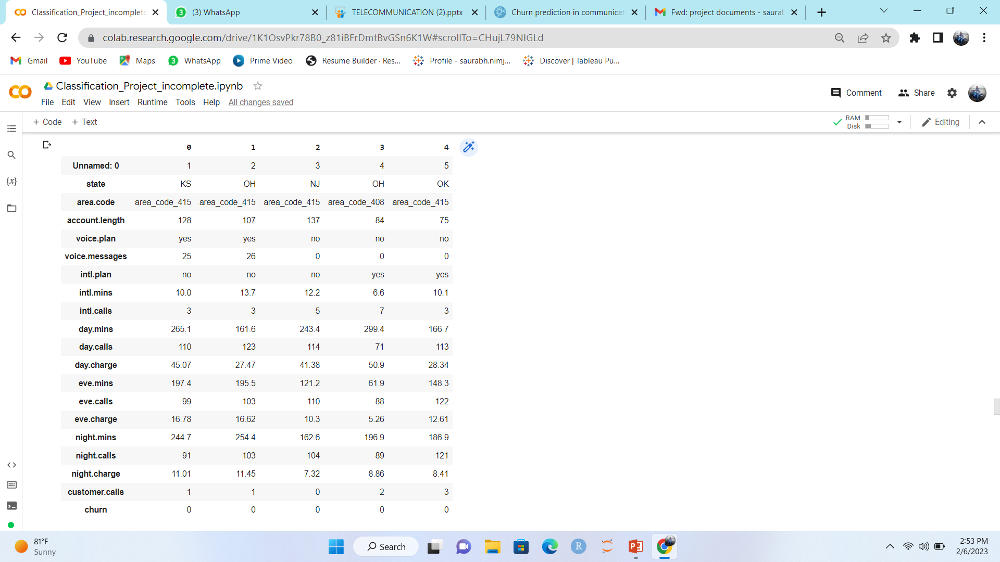 Classification_Project_incomplete
(3) WhatsApp
TELECOMMUNICATION (2).pptx
Churn prediction in communicat
Fwd: project documents - saurab
colab.research.google.com/drive/1K1OsvPkr78B0_z81iBFrDmtBvGSn6K1W#scrollTo=CHujL79NIGLd
Gmail YouTube Maps 3 WhatsApp Prime Video Resume Builder · Res... Profile - saurabh.nimj... Discover | Tableau Pu...
CO Classification_Project_incomplete.ipynb
Comment Share
File Edit View Insert Runtime Tools Help All changes saved
+ Code + Text
RAM
Disk
Editing
{x}
0 1 2 3 4
Unnamed: 0 1 2 3 4 5
state KS OH NJ OH OK
area.code area_code_415 area_code_415 area_code_415 area_code_408 area_code_415
account.length 128 107 137 84 75
voice.plan yes yes no no no
voice.messages 25 26 0 0 0
intl.plan no no no yes yes
intl.mins 10.0 13.7 12.2 6.6 10.1
intl.calls 3 3 5 7 3
day.mins 265.1 161.6 243.4 299.4 166.7
day.calls 110 123 114 71 113
day.charge 45.07 27.47 41.38 50.9 28.34
eve.mins 197.4 195.5 121.2 61.9 148.3
eve.calls 99 103 110 88 122
eve.charge 16.78 16.62 10.3 5.26 12.61
night.mins 244.7 254.4 162.6 196.9 186.9
night.calls 91 103 104 89 121
night.charge 11.01 11.45 7.32 8.86 8.41
customer.calls 1 1 0 2 3
churn 0 0 0 0 0
81°F
Sunny
Search
R
2:53 PM
2/6/2023